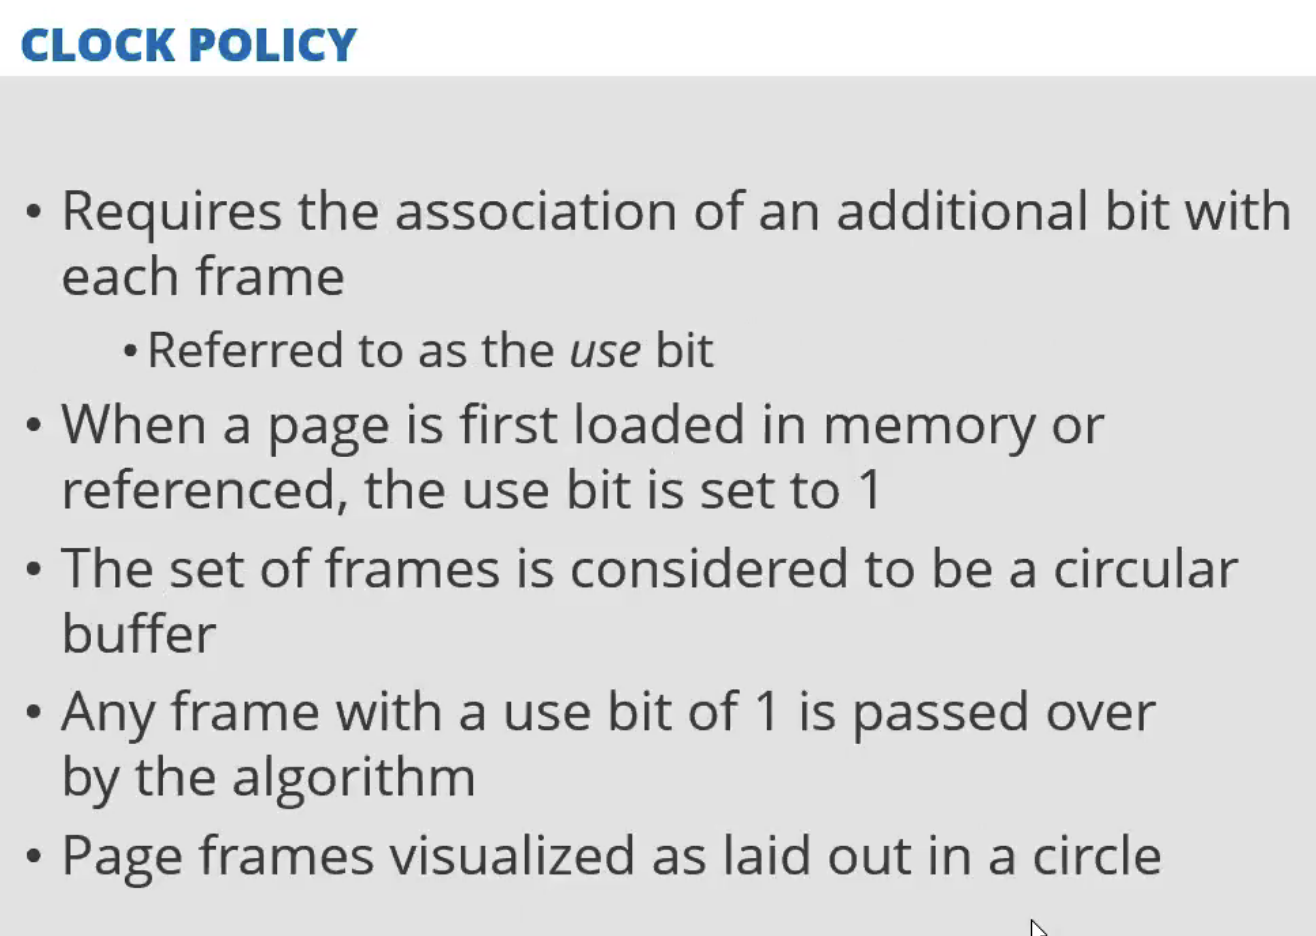 CLOCK POLICY
• Requires the association of an additional bit with
each frame
• Referred to as the use bit
• When a page is first loaded in memory or
referenced, the use bit is set to 1
• The set of frames is considered to be a circular
buffer
• Any frame with a use bit of 1 is passed over
by the algorithm
• Page frames visualized as laid out in a circle